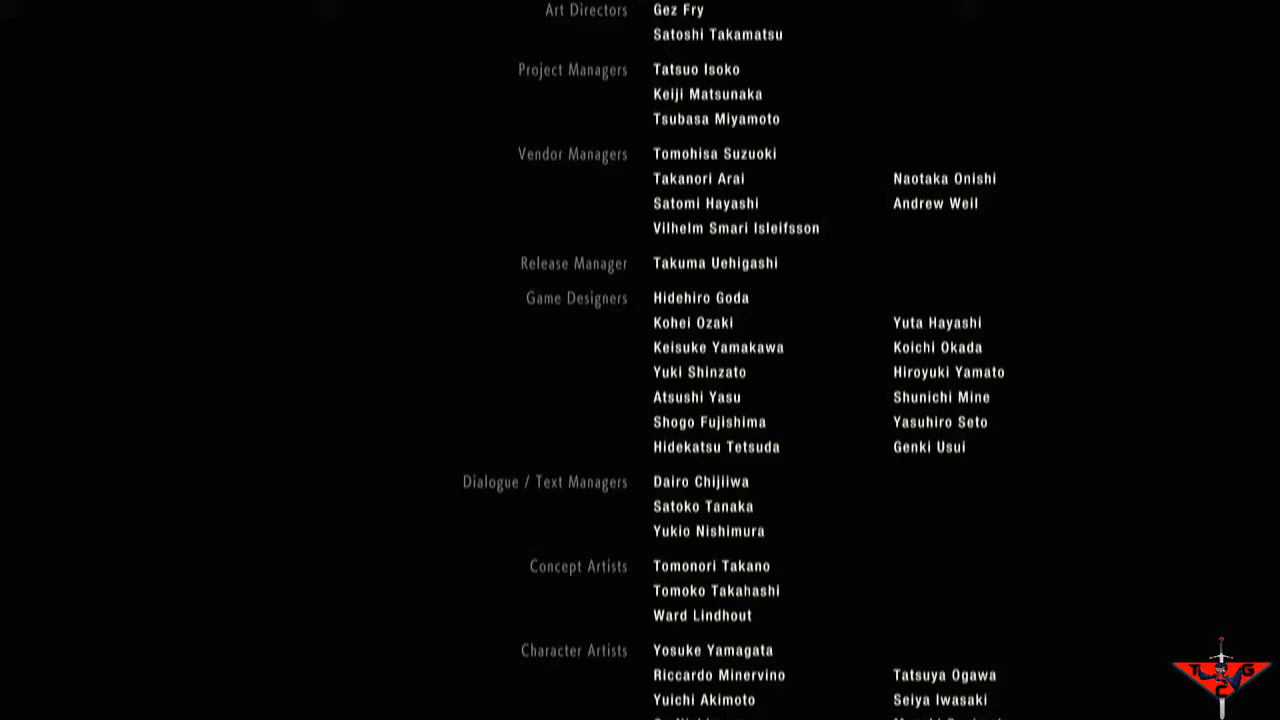 Art Directors Gez Fry
Satoshi Takamatsu
Project Managers Tatsuo Isoko
Keiji Matsunaka
Tsubasa Miyamoto
Vendor Managers Tomohisa Suzuoki
Takanori Arai Naotaka Onishi
Satomi Hayashi Andrew Weil
Vilhelm Smari Isleifsson
Release Manager Takuma Uehigashi
Game Designers Hidehiro Goda
Kohei Ozaki Yuta Hayashi
Keisuke Yamakawa Koichi Okada
Yuki Shinzato Hiroyuki Yamato
Atsushi Yasu Shunichi Mine
Shogo Fujishima Yasuhiro Seto
Hidekatsu Tetsuda Genki Usui
Dialogue / Text Managers Dairo Chijiiwa
Satoko Tanaka
Yukio Nishimura
Concept Artists Tomonori Takano
Tomoko Takahashi
Ward Lindhout
Character Artists Yosuke Yamagata
Riccardo Minervino Tatsuya Ogawa
Yuichi Akimoto Seiya Iwasaki
T G
2